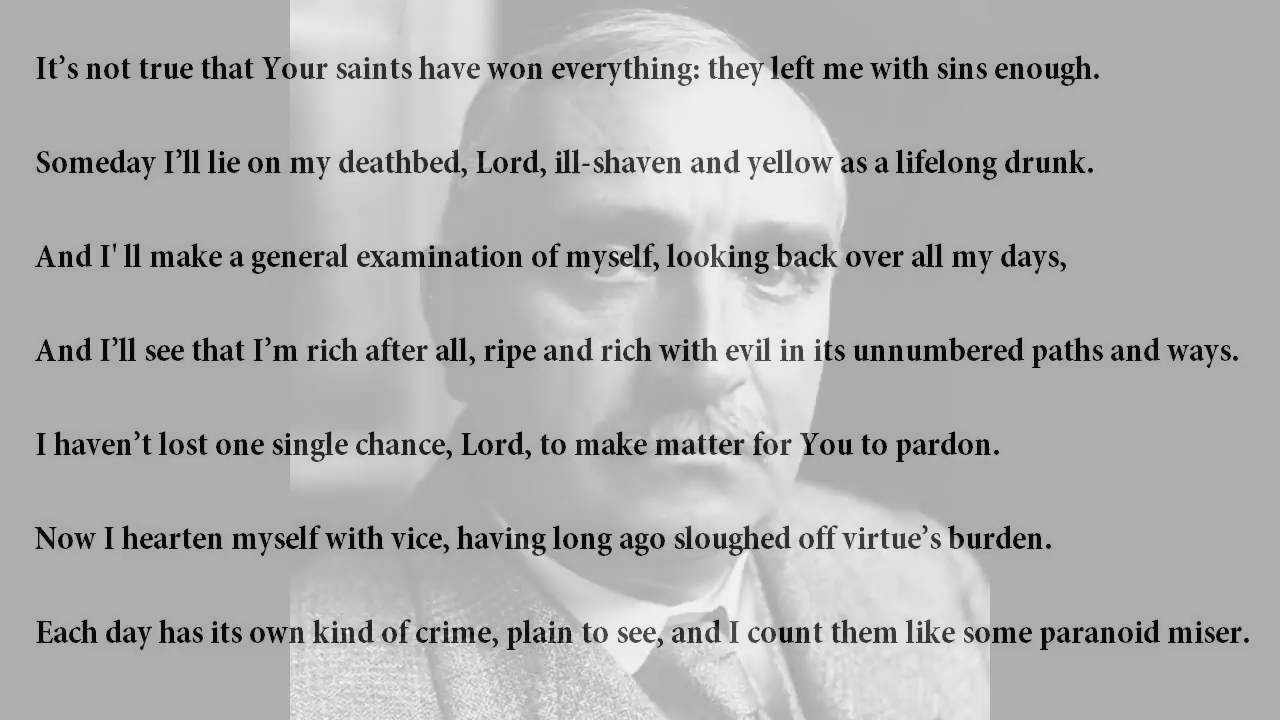 It’s not true that Your saints have won everything: they left me with sins enough.
Someday I’ll lie on my deathbed, Lord, ill-shaven and yellow as a lifelong drunk.
And I' ll make a general examination of myself, looking back over all my days,
And I’ll see that I’m rich after all, ripe and rich with evil in its unnumbered paths and ways.
I haven’t lost one single chance, Lord, to make matter for You to pardon.
Now I hearten myself with vice, having long ago sloughed off virtue’s burden.
Each day has its own kind of crime, plain to see, and I count them like some paranoid miser.